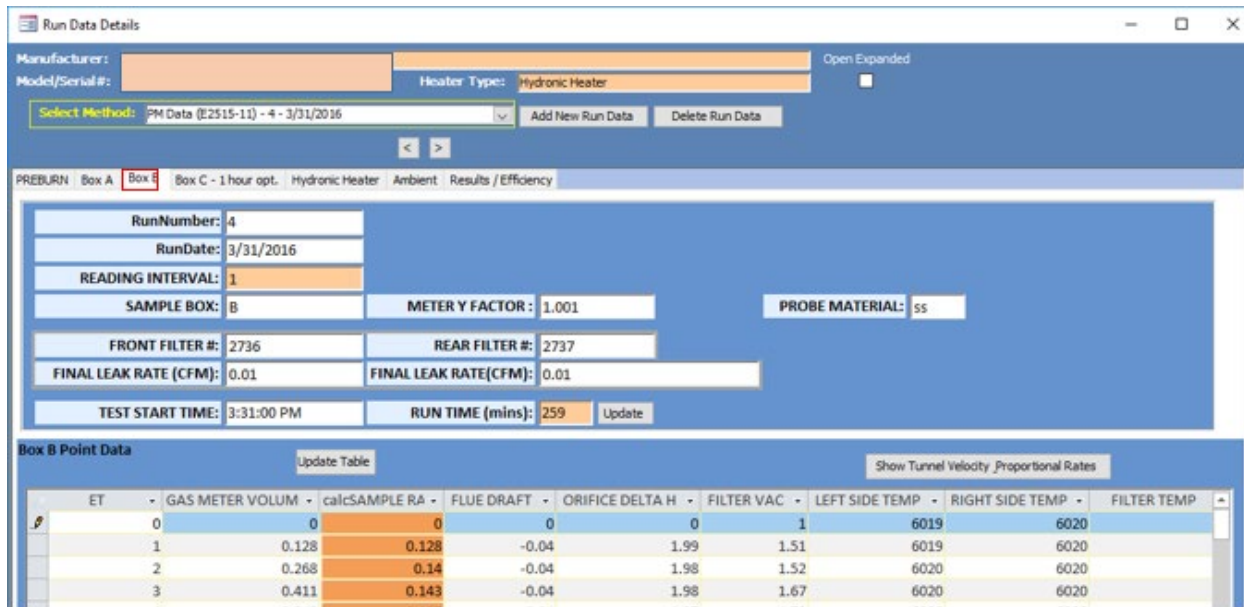 Run Data Details
Manufacturer:
Open Expanded
Model/Serial#:
Heater Type: Hydronic Heater
Select Method: PM Data (E2515-11) - 4 - 3/31/2016 Add New Run Data Delete Run Data
< >
PREBURN Box A Box B Box C - 1 hour opt. Hydronic Heater Ambient Results / Efficiency
RunNumber: 4
RunDate: 3/31/2016
READING INTERVAL: 1
SAMPLE BOX: B METER Y FACTOR : 1.001 PROBE MATERIAL: ss
FRONT FILTER #: 2736 REAR FILTER #: 2737
FINAL LEAK RATE (CFM): 0.01 FINAL LEAK RATE(CFM): 0.01
TEST START TIME: 3:31:00 PM RUN TIME (mins): 259 Update
Box B Point Data
Update Table Show Tunnel Velocity Proportional Rates
ET GAS METER VOLUM calcSAMPLE RA FLUE DRAFT ORIFICE DELTA H FILTER VAC LEFT SIDE TEMP RIGHT SIDE TEMP FILTER TEMP
0 0 0 0 0 1 6019 6020
1 0.128 0.128 -0.04 1.99 1.51 6019 6020
2 0.268 0.14 -0.04 1.98 1.52 6020 6020
3 0.411 0.143 -0.04 1.98 1.67 6020 6020